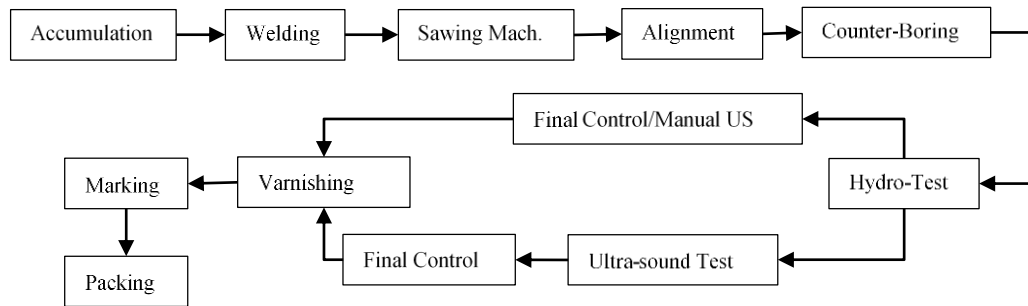 Accumulation
Welding
Sawing Mach.
Alignment
Counter-Boring
Final Control/Manual US
Hydro-Test
Varnishing
Marking
Final Control
Ultra-sound Test
Packing